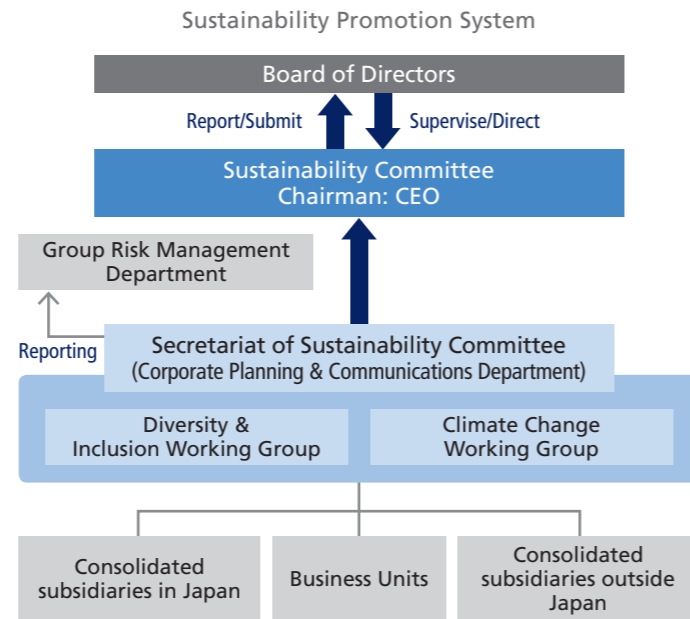 Sustainability Promotion System
Board of Directors
Report/Submit
Supervise/Direct
Sustainability Committee
Chairman: CEO
Group Risk Management
Department
Reporting
Secretariat of Sustainability Committee
(Corporate Planning & Communications Department)
Diversity &
Inclusion Working Group
Climate Change
Working Group
Consolidated
subsidiaries in Japan
Business Units
Consolidated
subsidiaries outside
Japan